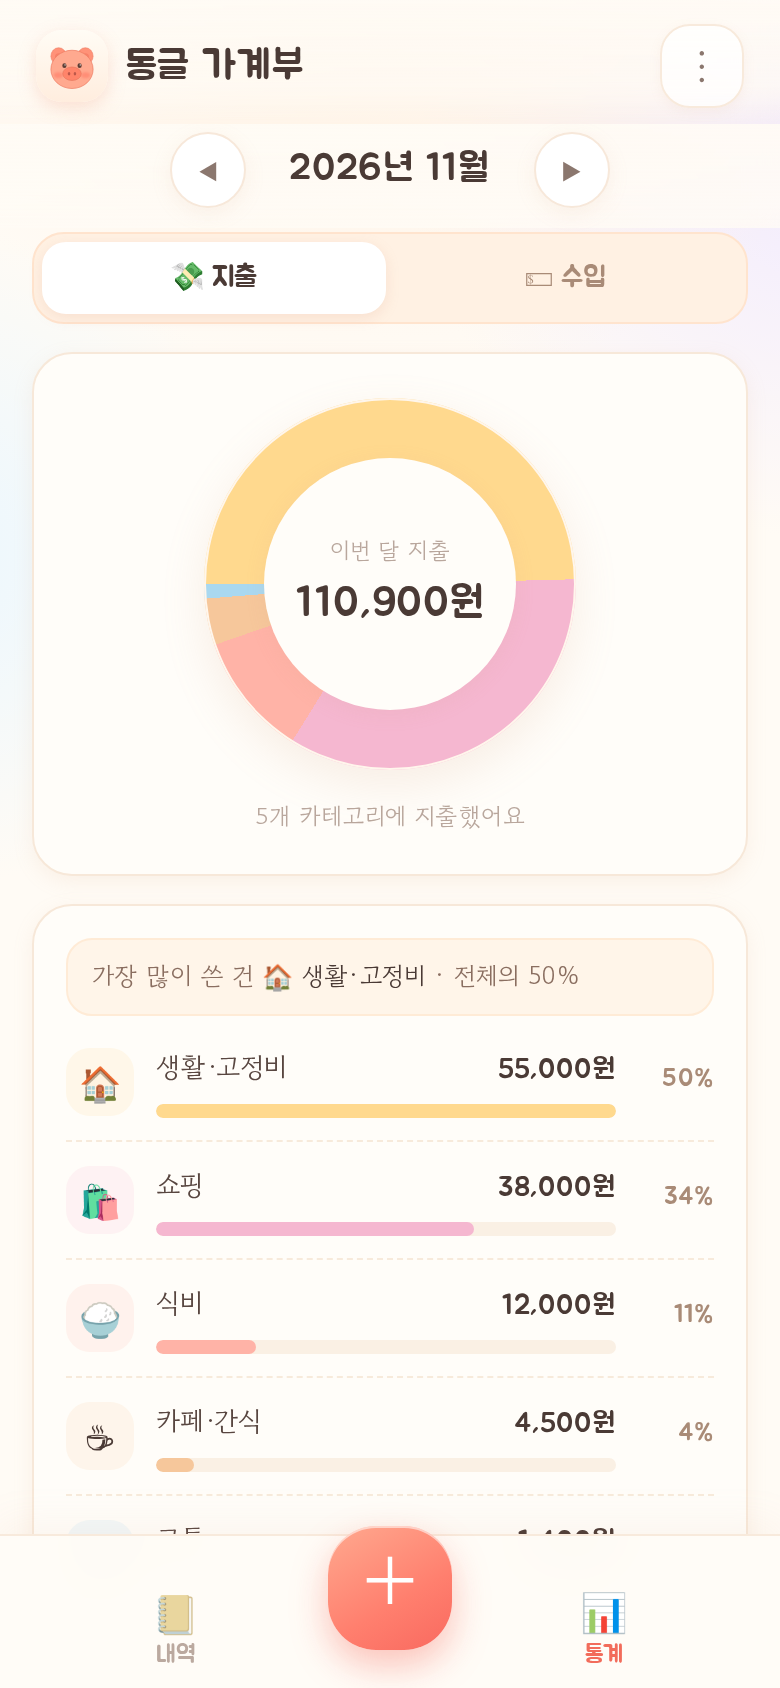 동글 가계부
2026년 11월
지출
수입
이번 달 지출
110,900원
5개 카테고리에 지출했어요
가장 많이 쓴 건 🏠 생활·고정비 · 전체의 50%
생활·고정비 55,000원 50%
쇼핑 38,000원 34%
식비 12,000원 11%
카페·간식 4,500원 4%
내역
통계